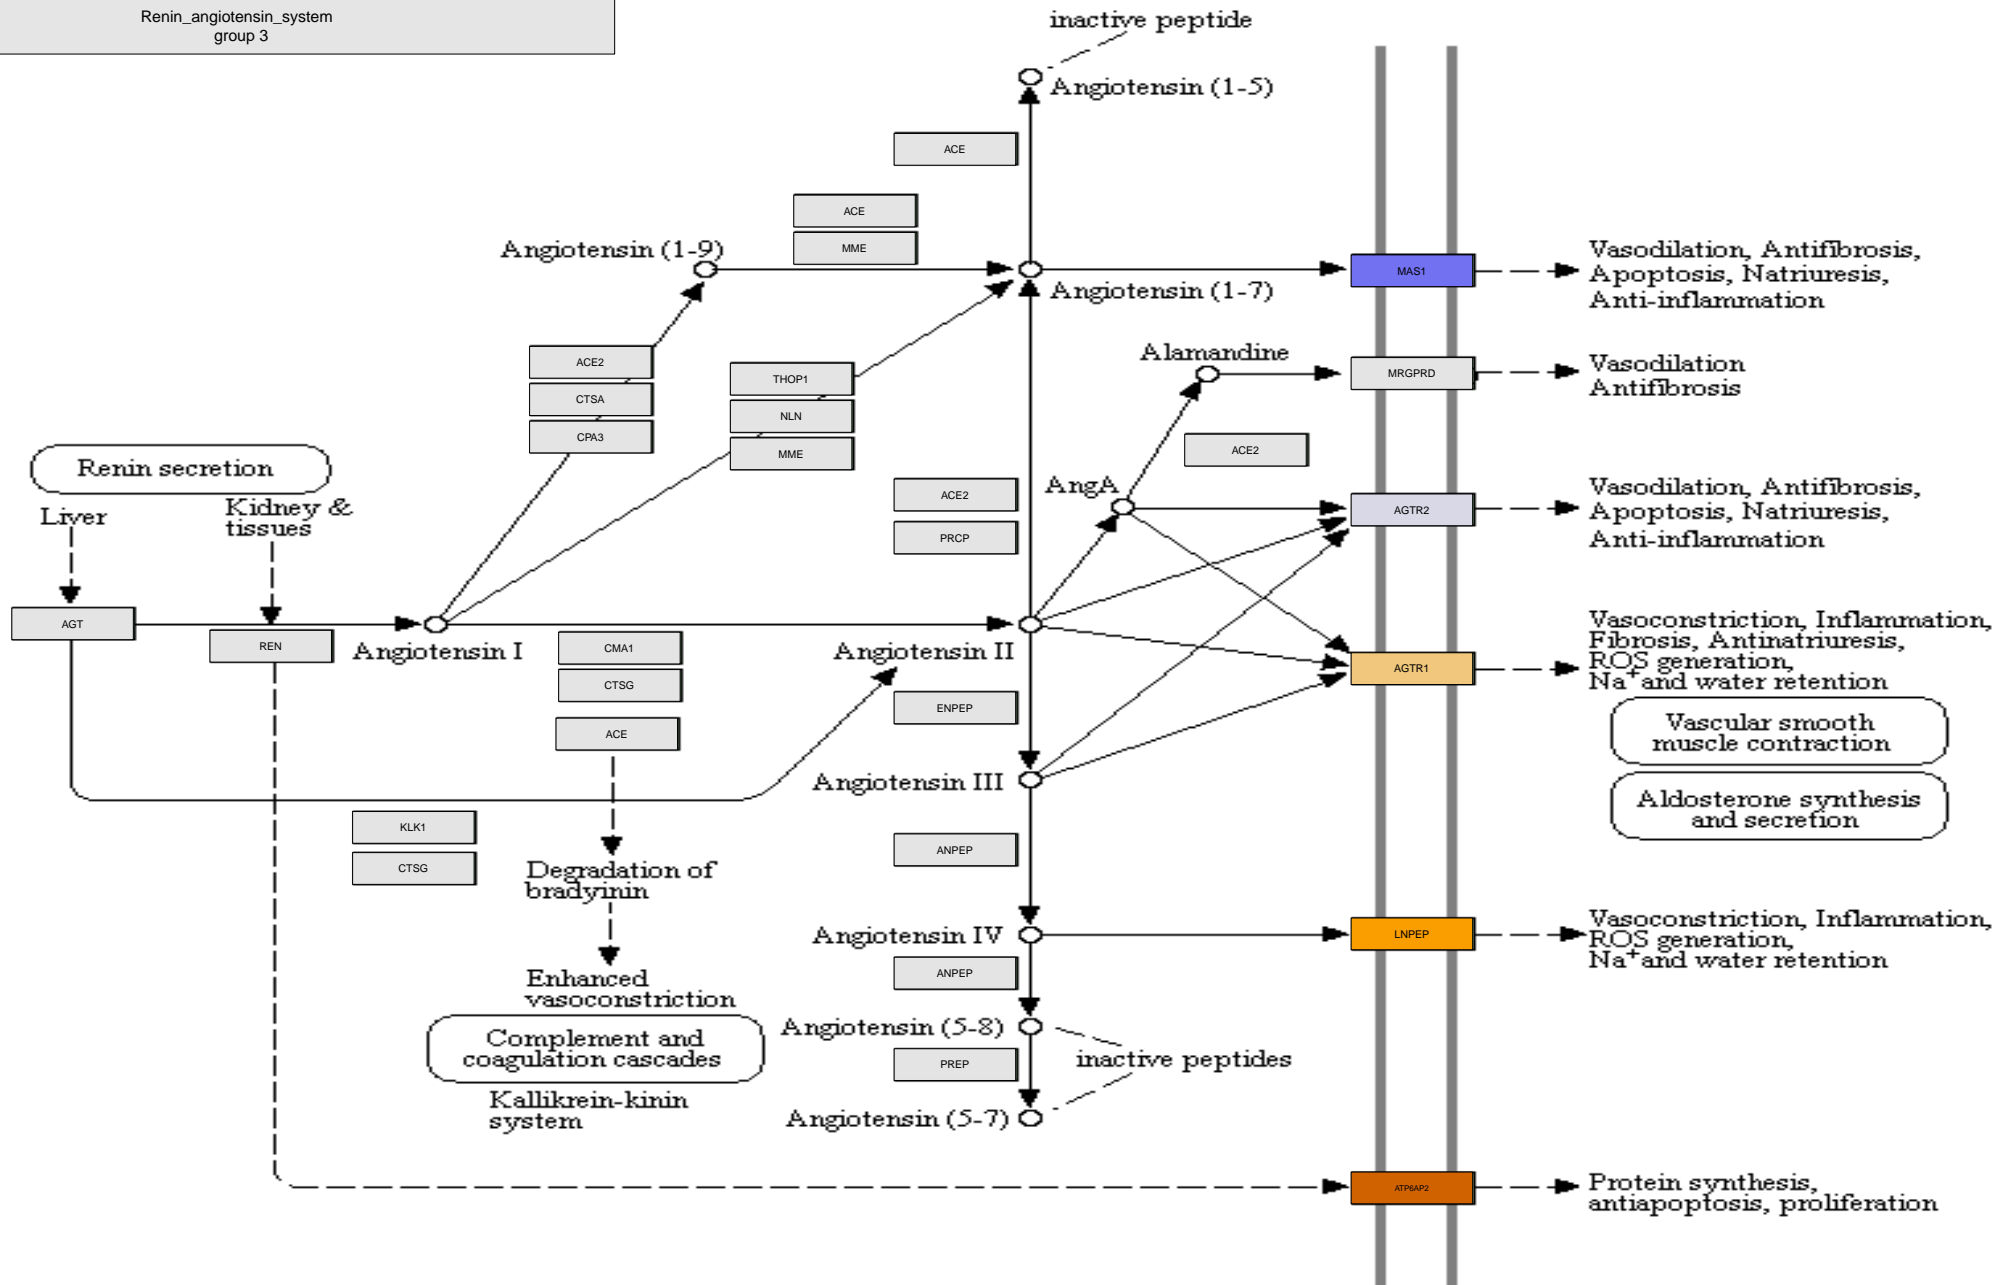 Renin_angiotensin_system
group 3
inactive peptide
Angiotensin (1-5)
ACE
ACE
MME
Angiotensin (1-9)
Angiotensin (1-7)
MAS1
Vasodilation, Antifibrosis,
Apoptosis, Natriuresis,
Anti-inflammation
ACE2
CTSA
CPA3
THOP1
NLN
MME
Alamandine
MRGPRD
Vasodilation
Antifibrosis
ACE2
Renin secretion
Liver
Kidney &
tissues
ACE2
PRCP
AngA
AGTR2
Vasodilation, Antifibrosis,
Apoptosis, Natriuresis,
Anti-inflammation
AGT
REN
Angiotensin I
CMA1
CTSG
ACE
Angiotensin II
ENPEP
AGTR1
Vasoconstriction, Inflammation,
Fibrosis, Antinatriuresis,
ROS generation,
Na+and water retention
Vascular smooth
muscle contraction
Aldosterone synthesis
and secretion
Angiotensin III
KLK1
CTSG
ANPEP
Degradation of
bradyinin
Angiotensin IV
LNPEP
Vasoconstriction, Inflammation,
ROS generation,
Na+and water retention
ANPEP
Enhanced
vasoconstriction
Complement and
coagulation cascades
Kallikrein-kinin
system
Angiotensin (5-8)
PREP
inactive peptides
Angiotensin (5-7)
ATP6AP2
Protein synthesis,
antiapoptosis, proliferation